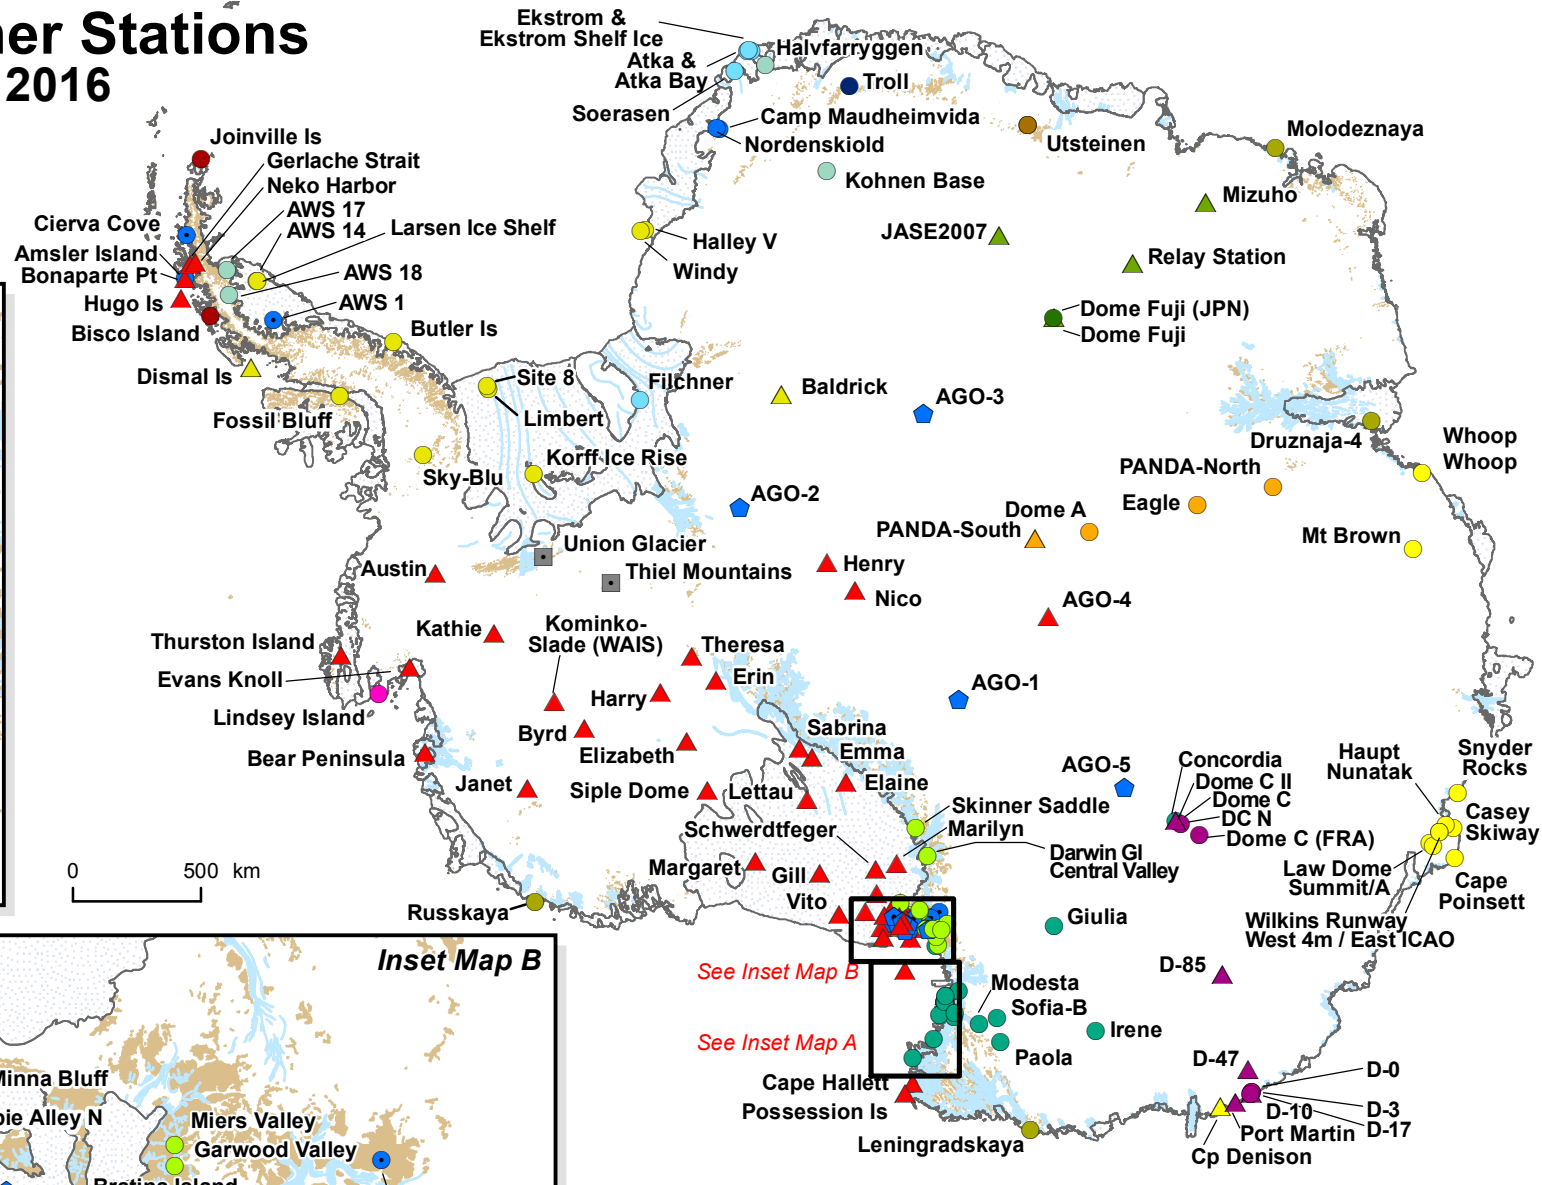 ner Stations
2016
Ekstrom &
Ekstrom Shelf Ice
Atka &
Atka Bay
Soerasen
Halvfarryggen
Troll
Camp Maudheimvida
Nordenskiold
Kohnen Base
Utsteinen
Molodeznaya
Mizuho
JASE2007
Relay Station
Dome Fuji (JPN)
Dome Fuji
Joinville Is
Gerlache Strait
Neko Harbor
AWS 17
AWS 14
Larsen Ice Shelf
Cierva Cove
Amsler Island
Bonaparte Pt
AWS 18
Hugo Is
AWS 1
Bisco Island
Butler Is
Dismal Is
Fossil Bluff
Halley V
Windy
Site 8
Limbert
Filchner
Korff Ice Rise
Sky-Blu
Baldrick
AGO-3
Druznaja-4
Whoop
Whoop
PANDA-North
Eagle
Dome A
PANDA-South
Mt Brown
AGO-2
Union Glacier
Thiel Mountains
Henry
Nico
AGO-4
Austin
Kathie
Kominko-
Slade (WAIS)
Theresa
Erin
Thurston Island
Evans Knoll
Lindsey Island
Harry
AGO-1
Byrd
Elizabeth
Sabrina
Emma
Bear Peninsula
Janet
Siple Dome
Lettau
Elaine
AGO-5
Concordia
Dome C II
Dome C
DC N
Dome C (FRA)
Haupt
Nunatak
Snyder
Rocks
Casey
Skiway
Law Dome
Summit/A
Cape
Poinsett
Wilkins Runway
West 4m / East ICAO
Skinner Saddle
Schwerdtfeger
Marilyn
Darwin Gl
Central Valley
Margaret
Gill
Vito
0 500 km
Russkaya
Giulia
D-85
See Inset Map B
Modesta
Sofia-B
Irene
See Inset Map A
Paola
Cape Hallett
Possession Is
Leningradskaya
D-47
D-0
D-10
D-3
D-17
Port Martin
Cp Denison
Inset Map B
Minna Bluff
bie Alley N
Miers Valley
Garwood Valley
Bratina Island